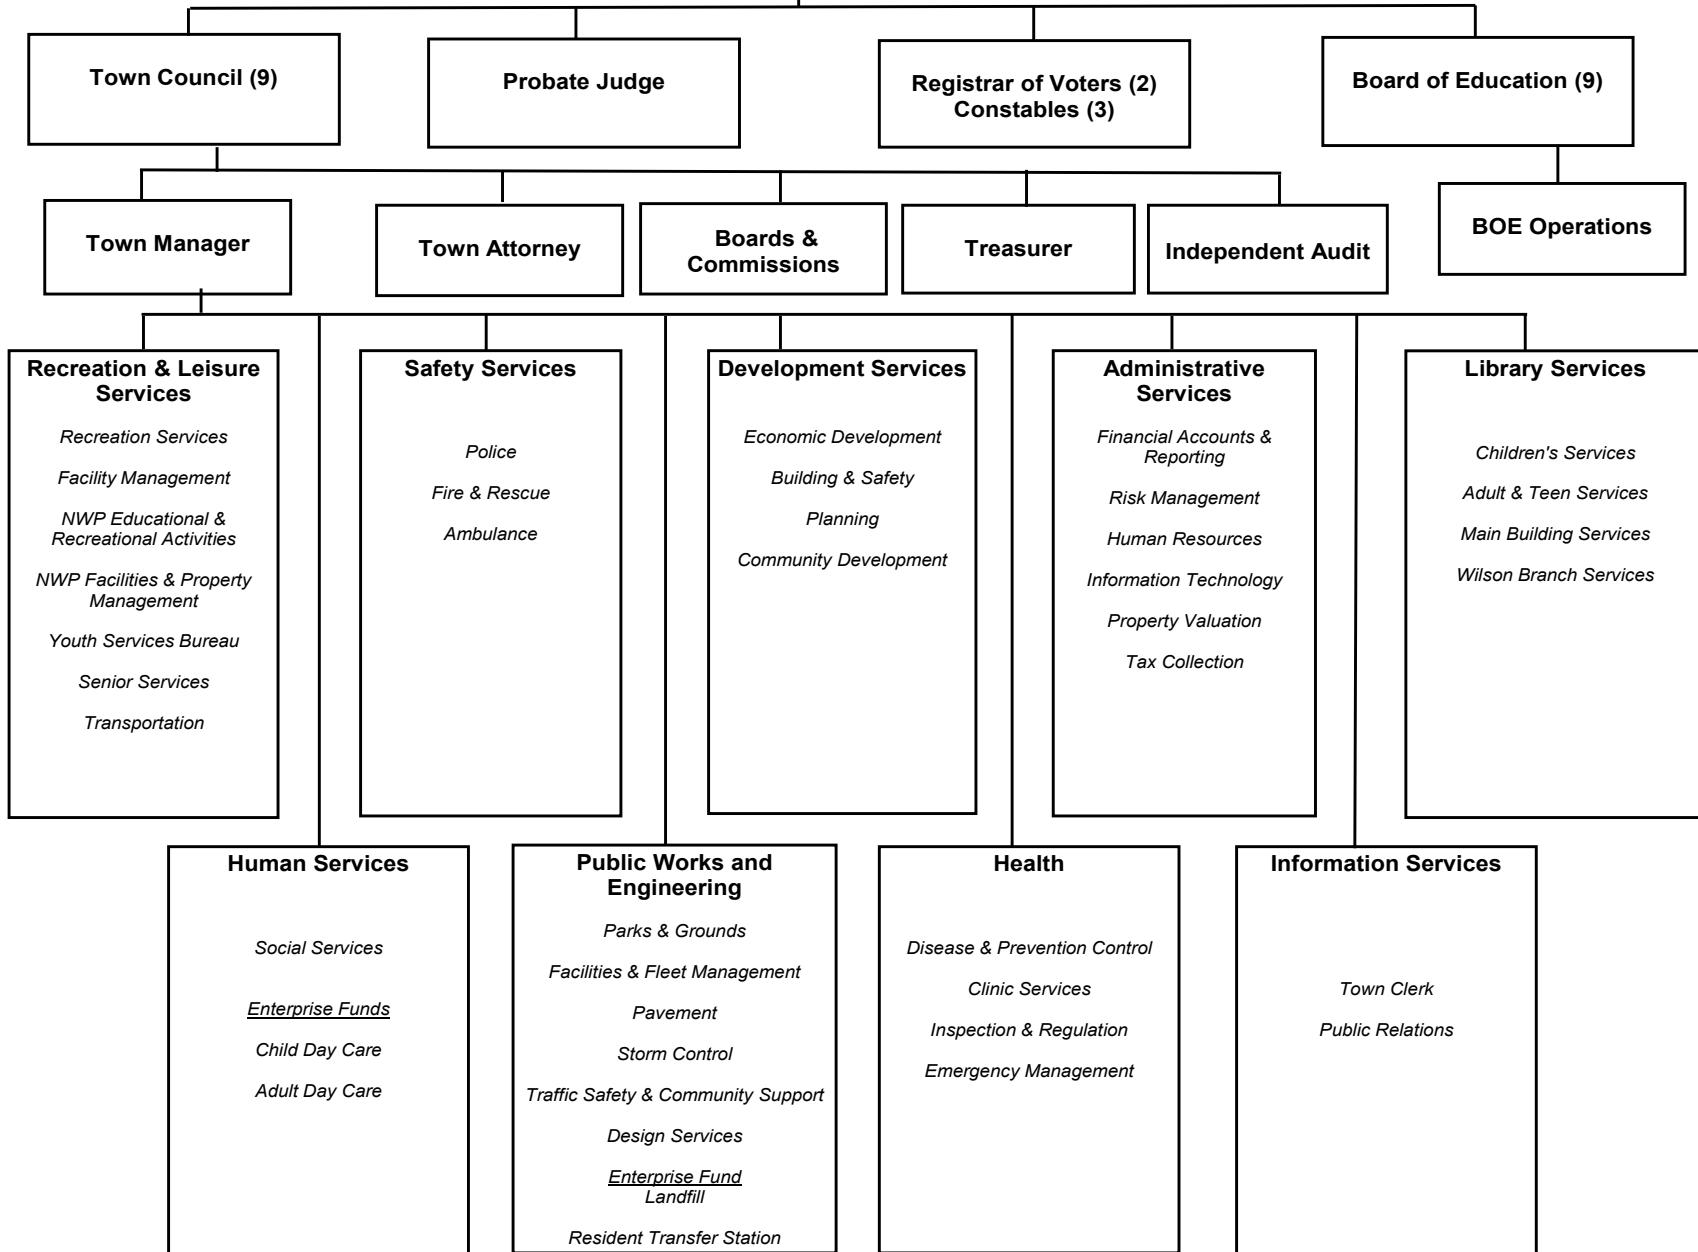 Town Council (9)
Probate Judge
Registrar of Voters (2)
Constables (3)
Board of Education (9)
Town Manager
Town Attorney
Boards &
Commissions
Treasurer
Independent Audit
BOE Operations
Recreation & Leisure
Services
Recreation Services
Facility Management
NWP Educational &
Recreational Activities
NWP Facilities & Property
Management
Youth Services Bureau
Senior Services
Transportation
Safety Services
Police
Fire & Rescue
Ambulance
Development Services
Economic Development
Building & Safety
Planning
Community Development
Administrative
Services
Financial Accounts &
Reporting
Risk Management
Human Resources
Information Technology
Property Valuation
Tax Collection
Library Services
Children's Services
Adult & Teen Services
Main Building Services
Wilson Branch Services
Human Services
Social Services
Enterprise Funds
Child Day Care
Adult Day Care
Public Works and
Engineering
Parks & Grounds
Facilities & Fleet Management
Pavement
Storm Control
Traffic Safety & Community Support
Design Services
Enterprise Fund
Landfill
Resident Transfer Station
Health
Disease & Prevention Control
Clinic Services
Inspection & Regulation
Emergency Management
Information Services
Town Clerk
Public Relations